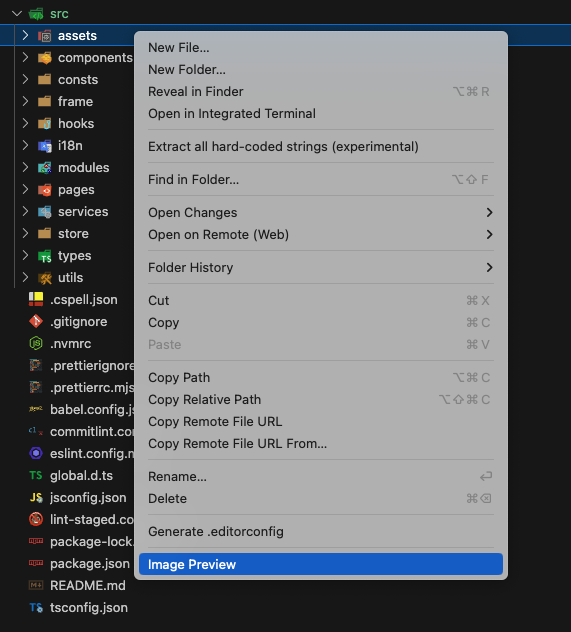 src
assets
components
consts
frame
hooks
i18n
modules
pages
services
store
types
utils
.cspell.json
.gitignore
.nvmrc
.prettierignore
.prettierrc.mjs
babel.config.js
commitlint.con
eslint.config.m
global.d.ts
jsconfig.json
lint-staged.co
package-lock.
package.json
README.md
tsconfig.json
New File...
New Folder...
Reveal in Finder ⌥⌘R
Open in Integrated Terminal
Extract all hard-coded strings (experimental)
Find in Folder... ⌥⇧F
Open Changes
Open on Remote (Web)
Folder History
Cut ⌘X
Copy ⌘C
Paste ⌘V
Copy Path ⌥⌘C
Copy Relative Path ⌥⇧⌘C
Copy Remote File URL
Copy Remote File URL From...
Rename... ⏎
Delete ⌘⌫
Generate .editorconfig
Image Preview